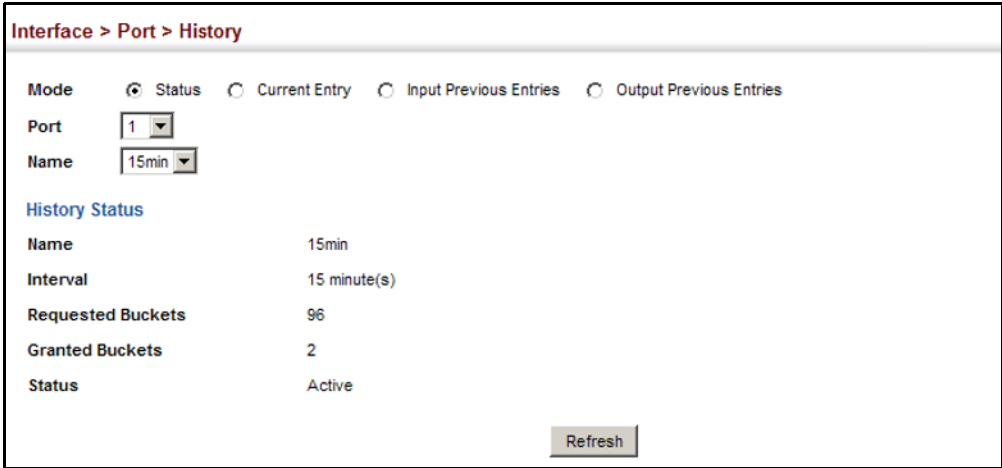 Interface > Port > History
Mode Status Current Entry Input Previous Entries Output Previous Entries
Port 1
Name 15min
History Status
Name 15min
Interval 15 minute(s)
Requested Buckets 96
Granted Buckets 2
Status Active
Refresh